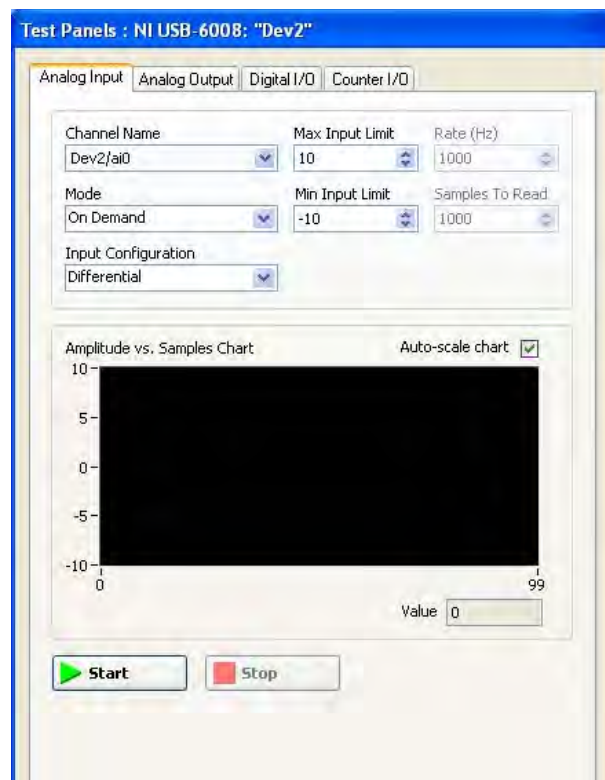 Test Panels : NI USB-6008: "Dev2"
Analog Input Analog Output Digital I/O Counter I/O
Channel Name Max Input Limit Rate (Hz)
Dev2/ai0 10 1000
Mode Min Input Limit Samples To Read
On Demand -10 1000
Input Configuration
Differential
Amplitude vs. Samples Chart Auto-scale chart
10
5
0
-5
-10
0 99
Value 0
Start Stop